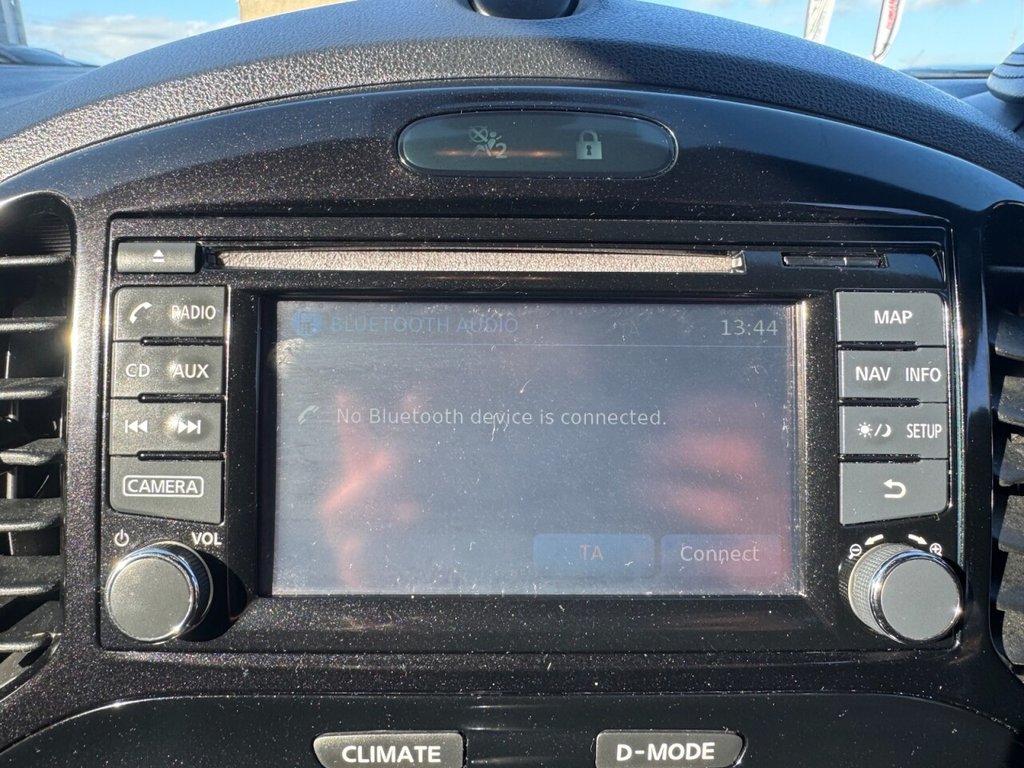 2
RADIO
CD AUX
CAMERA
VOL
BLUETOOTH AUDIO
13:44
No Bluetooth device is connected.
TA Connect
MAP
NAV INFO
SETUP
CLIMATE
D-MODE